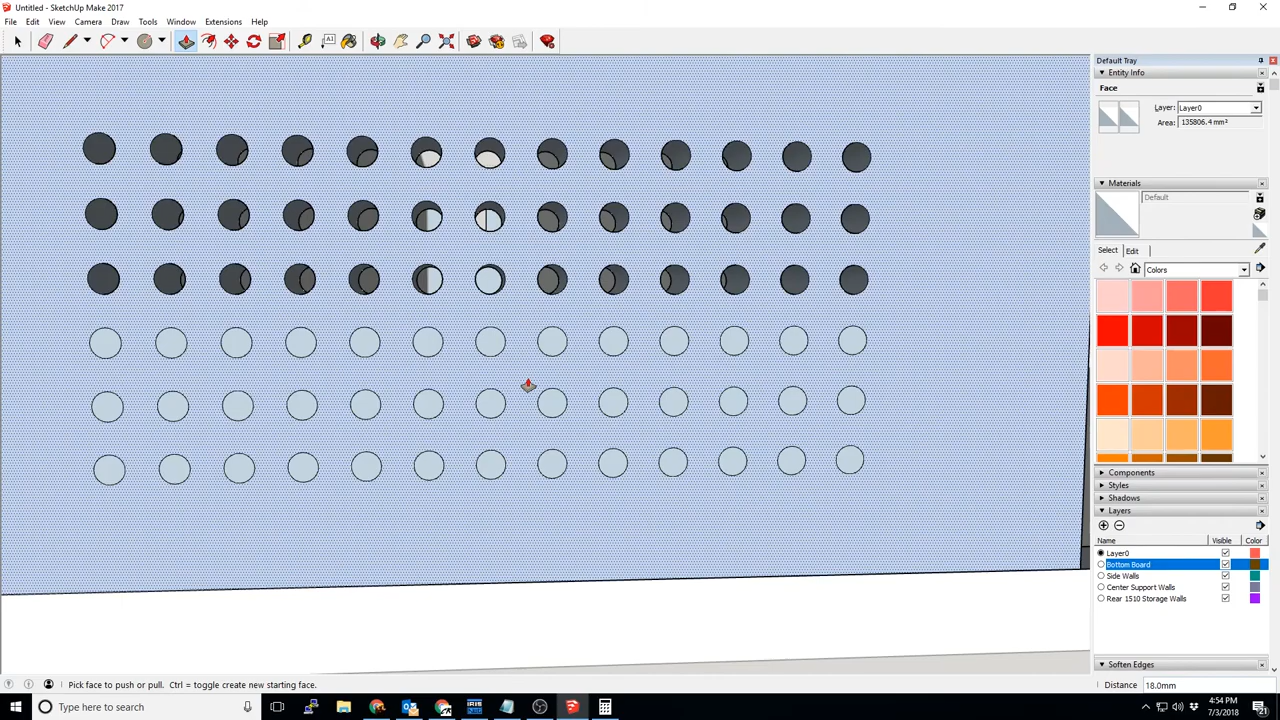 Untitled - SketchUp Make 2017
File Edit View Camera Draw Tools Window Extensions Help
Default Tray
Entity Info
Face
Layer: Layer0
Area: 135806.4 mm²
Materials
Default
Select Edit
Colors
Components
Styles
Shadows
Layers
Name Visible Color
Layer0
Bottom Board
Side Walls
Center Support Walls
Rear 1510 Storage Walls
Soften Edges
Pick face to push or pull. Ctrl = toggle create new starting face.
Distance 18.0mm
Type here to search
4:54 PM
7/3/2018